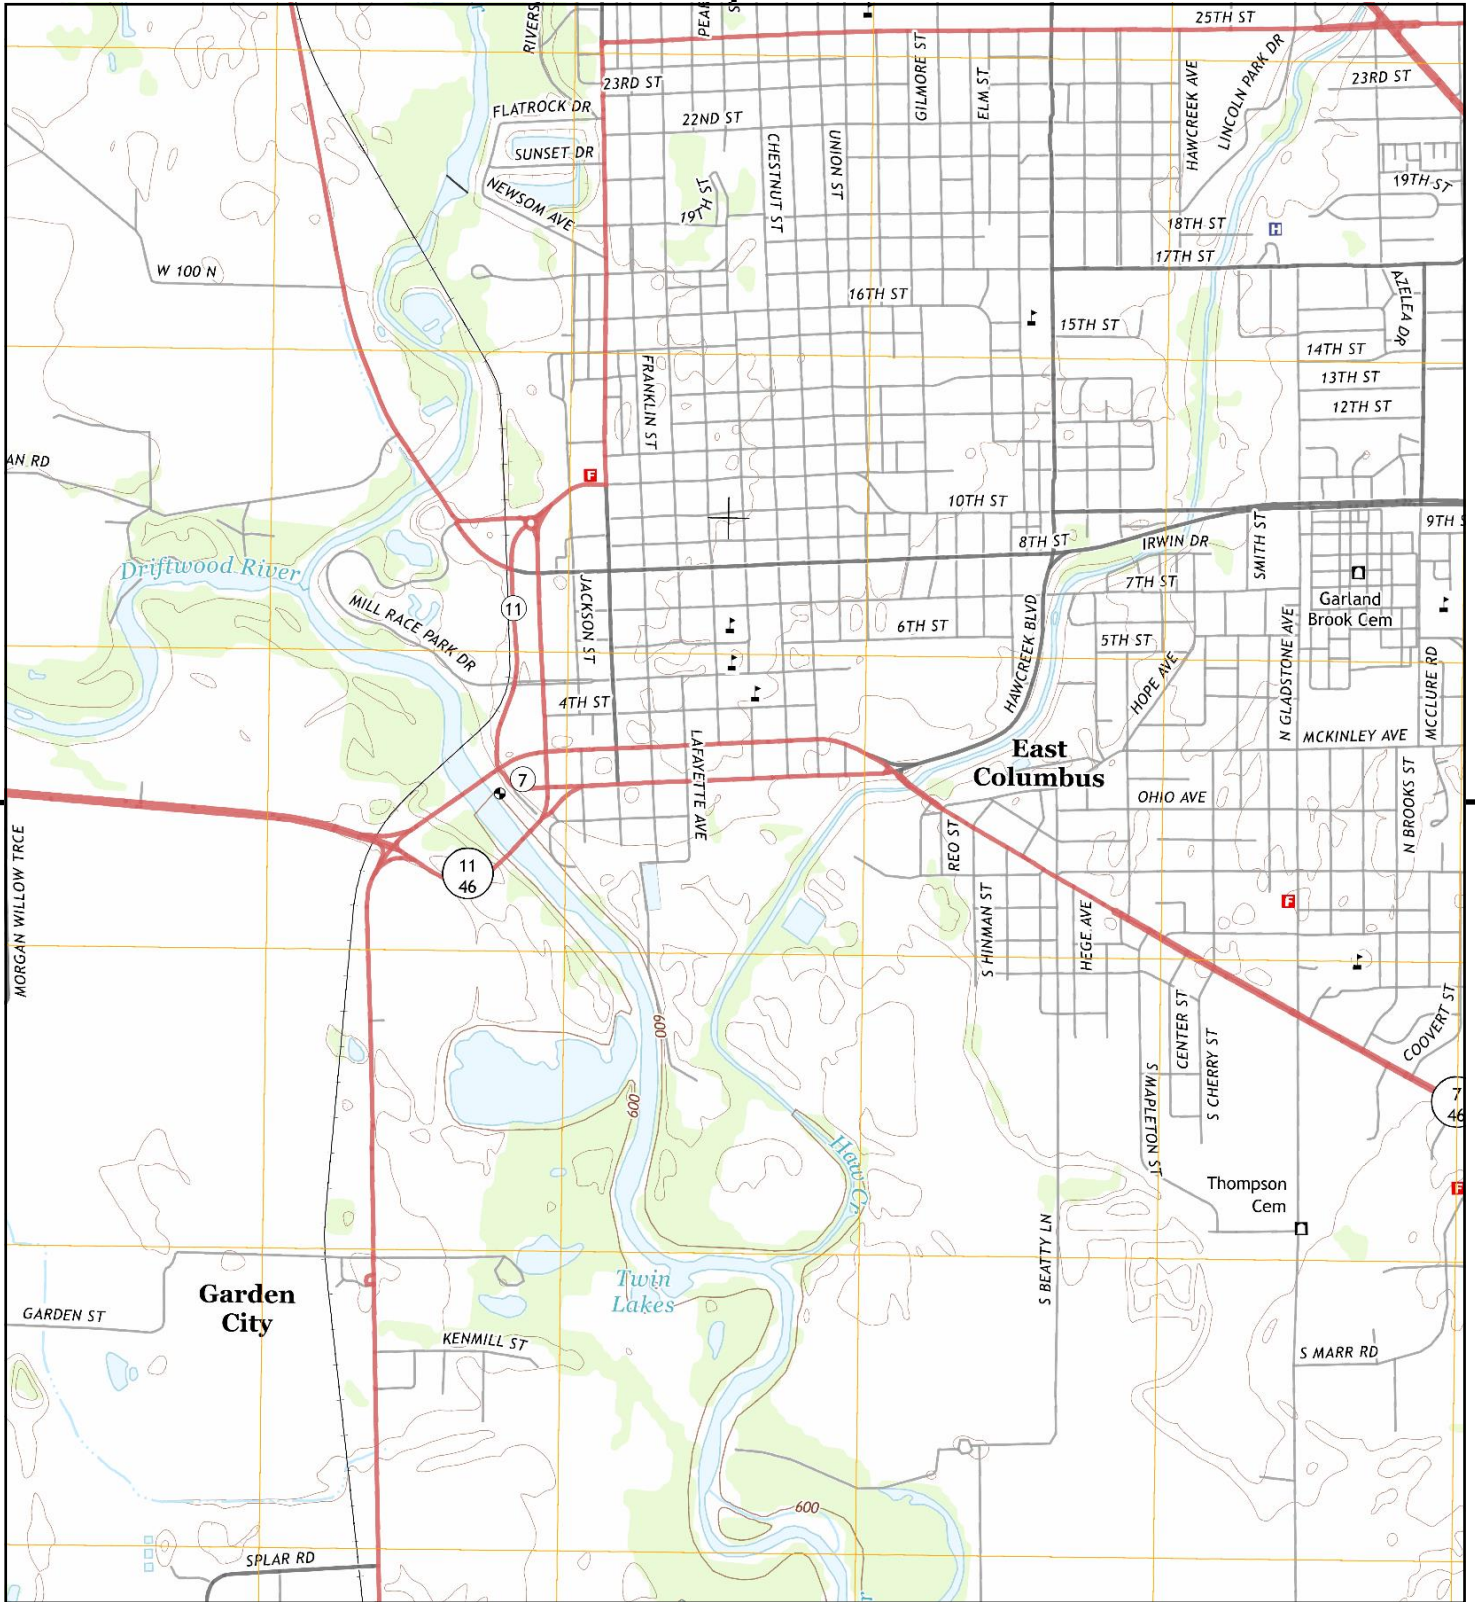 25TH ST
RIVERS
PEAR
GILMORE ST
ELM ST
HAWCREEK AVE
LINCOLN PARK DR
23RD ST
23RD ST
FLATROCK DR
22ND ST
SUNSET DR
CHESTNUT ST
UNION ST
NEWSOM AVE
19TH ST
19TH ST
18TH ST
H
17TH ST
W 100 N
16TH ST
15TH ST
AZELEA DR
14TH ST
13TH ST
12TH ST
FRANKLIN ST
AN RD
F
10TH ST
9TH S
8TH ST
IRWIN DR
SMITH ST
Driftwood River
7TH ST
Garland
Brook Cem
MILL RACE PARK DR
11
JACKSON ST
6TH ST
HAWCREEK BLVD
5TH ST
HOPE AVE
N GLADSTONE AVE
MCCLURE RD
4TH ST
LAFAYETTE AVE
MCKINLEY AVE
East
Columbus
7
OHIO AVE
N BROOKS ST
MORGAN WILLOW TRCE
11
46
REO ST
S HINMAN ST
HEGE AVE
F
CENTER ST
S CHERRY ST
COOVERT ST
600
600
S MAPLETON ST
7
46
Haw Cr
Thompson
Cem
F
S BEATTY LN
Twin
Lakes
Garden
City
GARDEN ST
KENMILL ST
S MARR RD
600
SPLAR RD